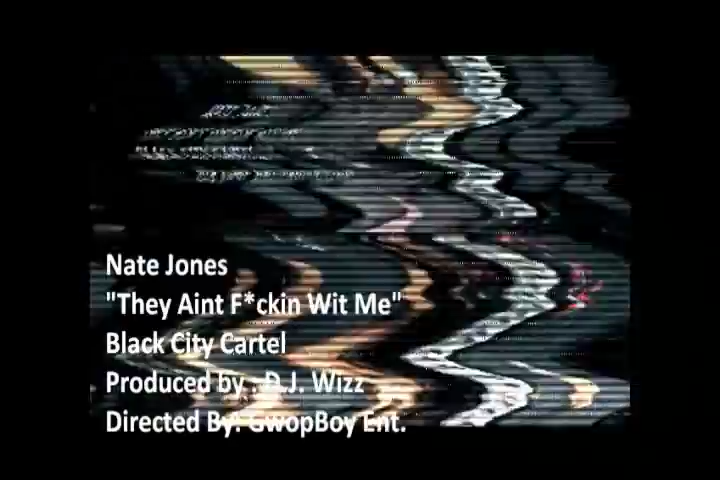 Nate Jones
"They Aint F*ckin Wit Me"
Black City Cartel
Produced by : D.J. Wizz
Directed By: GwopBoy Ent.